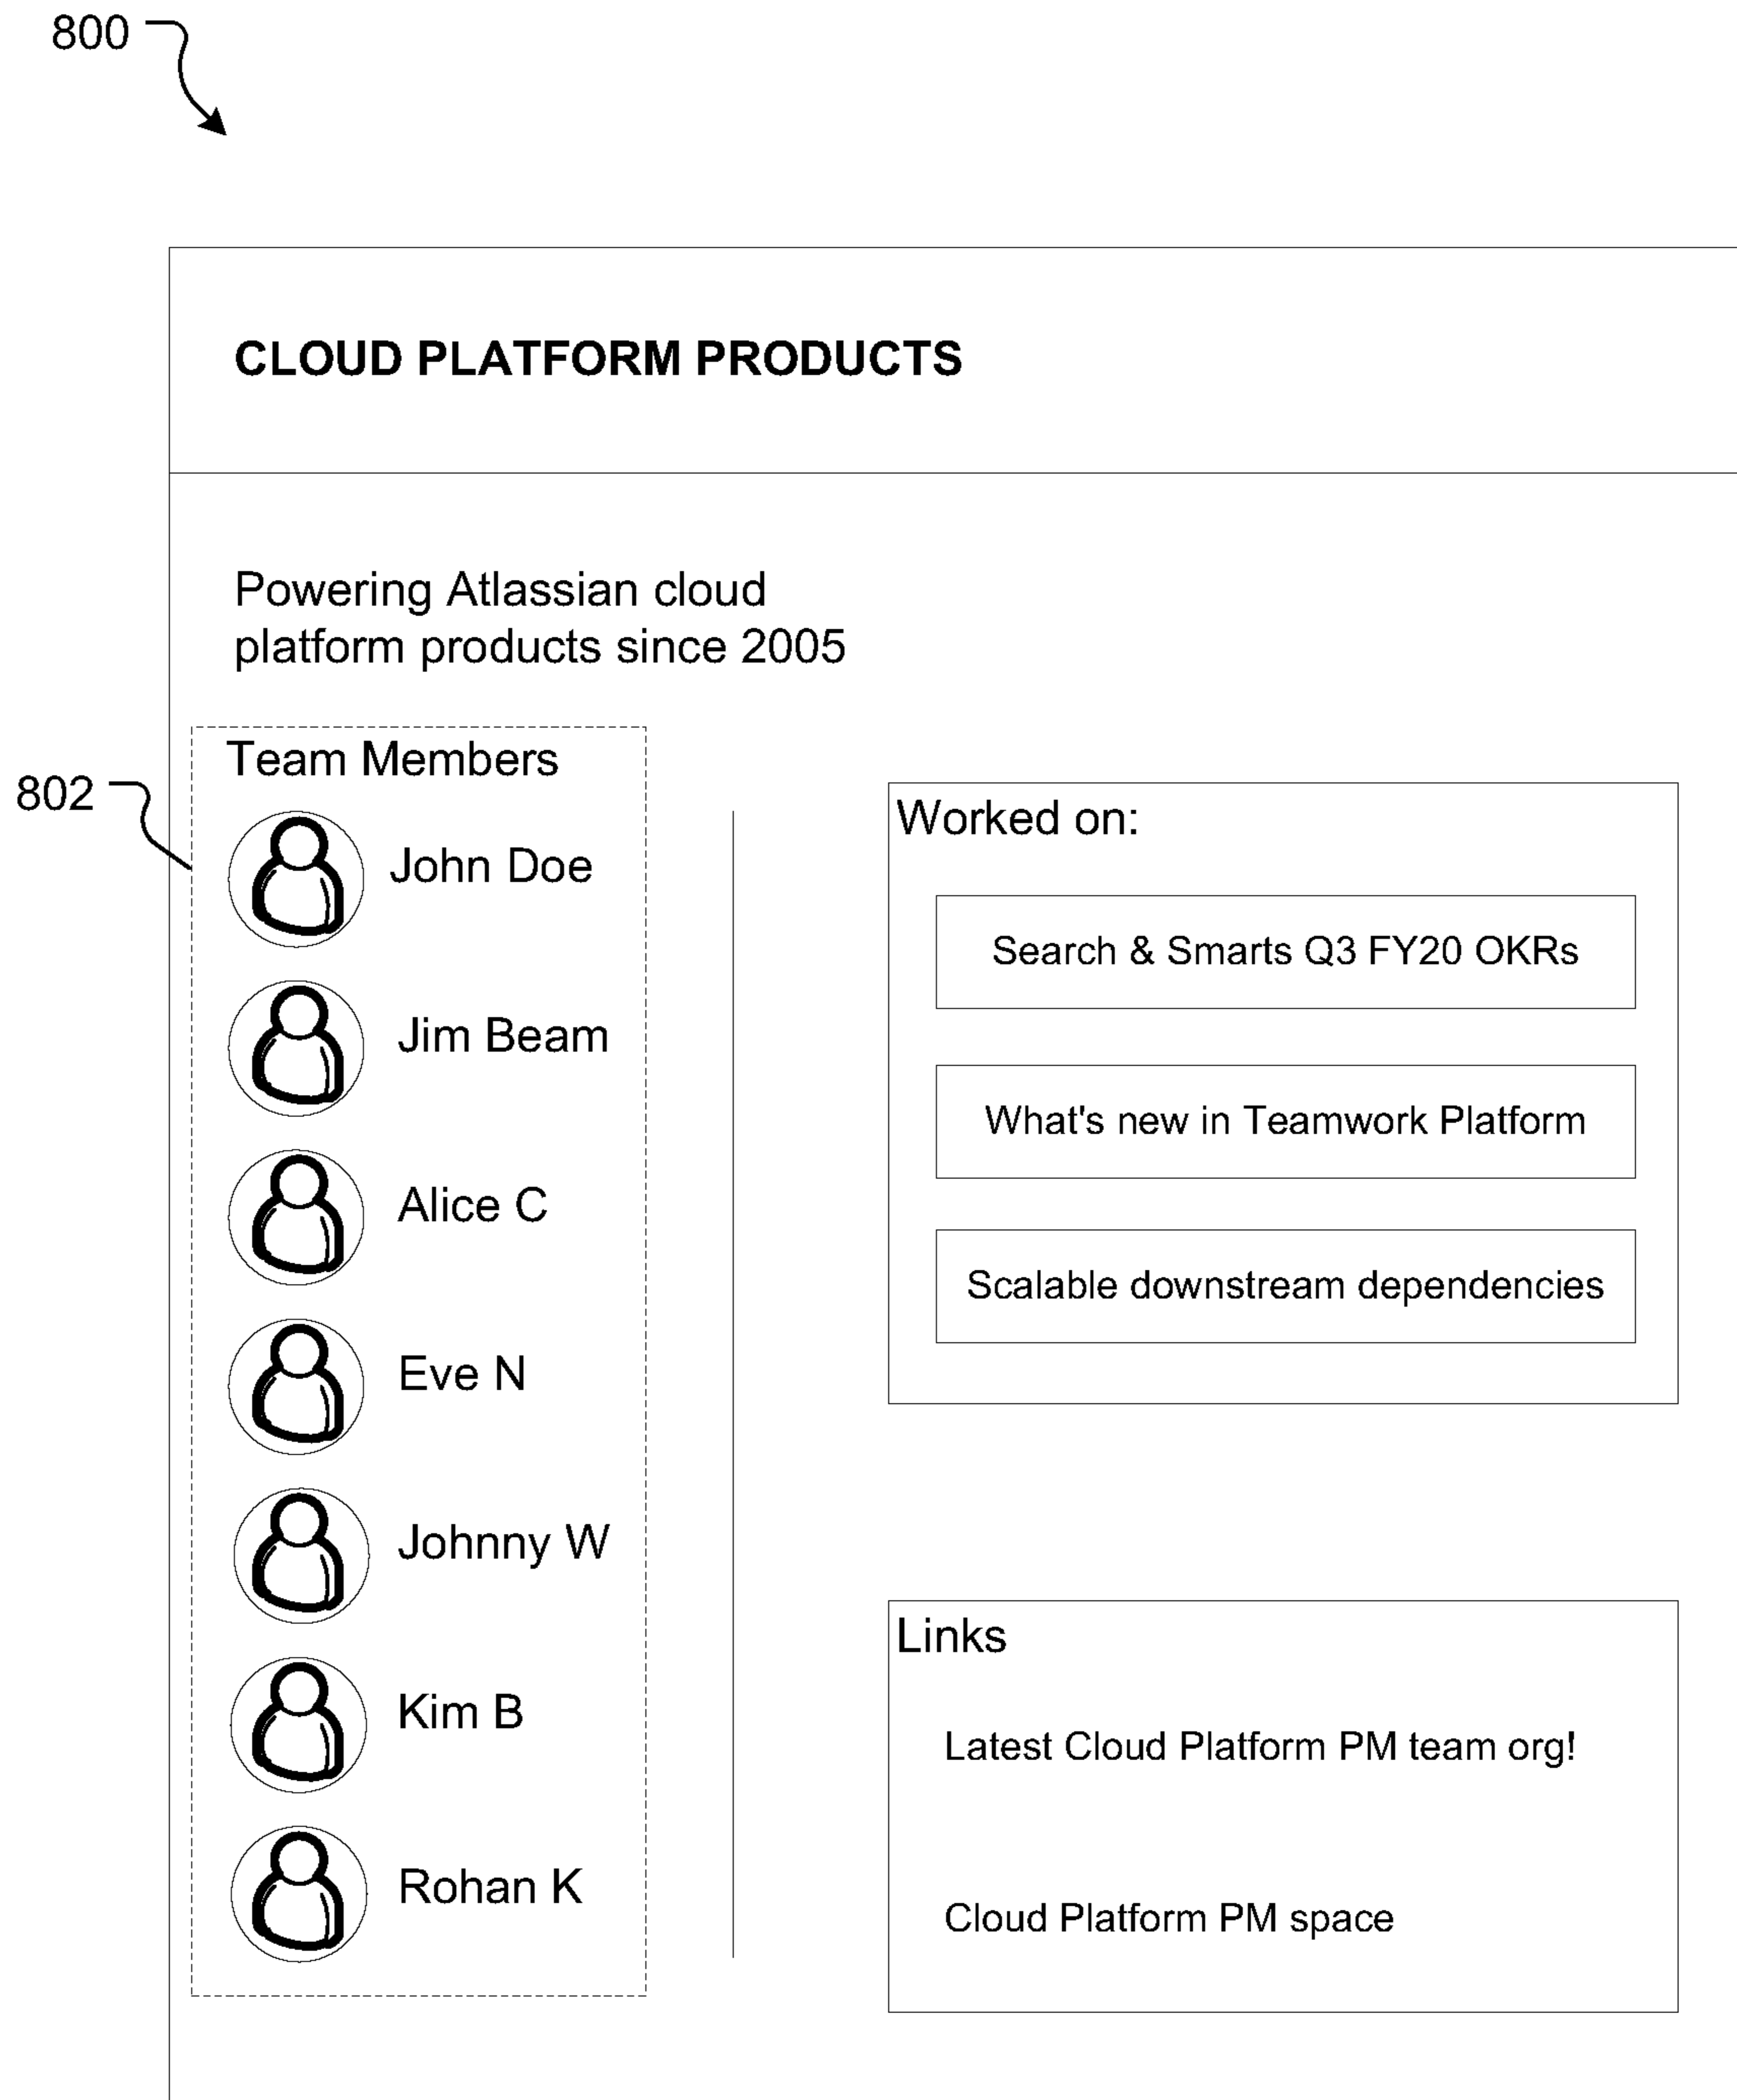 800
CLOUD PLATFORM PRODUCTS
Powering Atlassian cloud
platform products since 2005
802
Team Members
John Doe
Jim Beam
Alice C
Eve N
Johnny W
Kim B
Rohan K
Worked on:
Search & Smarts Q3 FY20 OKRs
What's new in Teamwork Platform
Scalable downstream dependencies
Links
Latest Cloud Platform PM team org!
Cloud Platform PM space